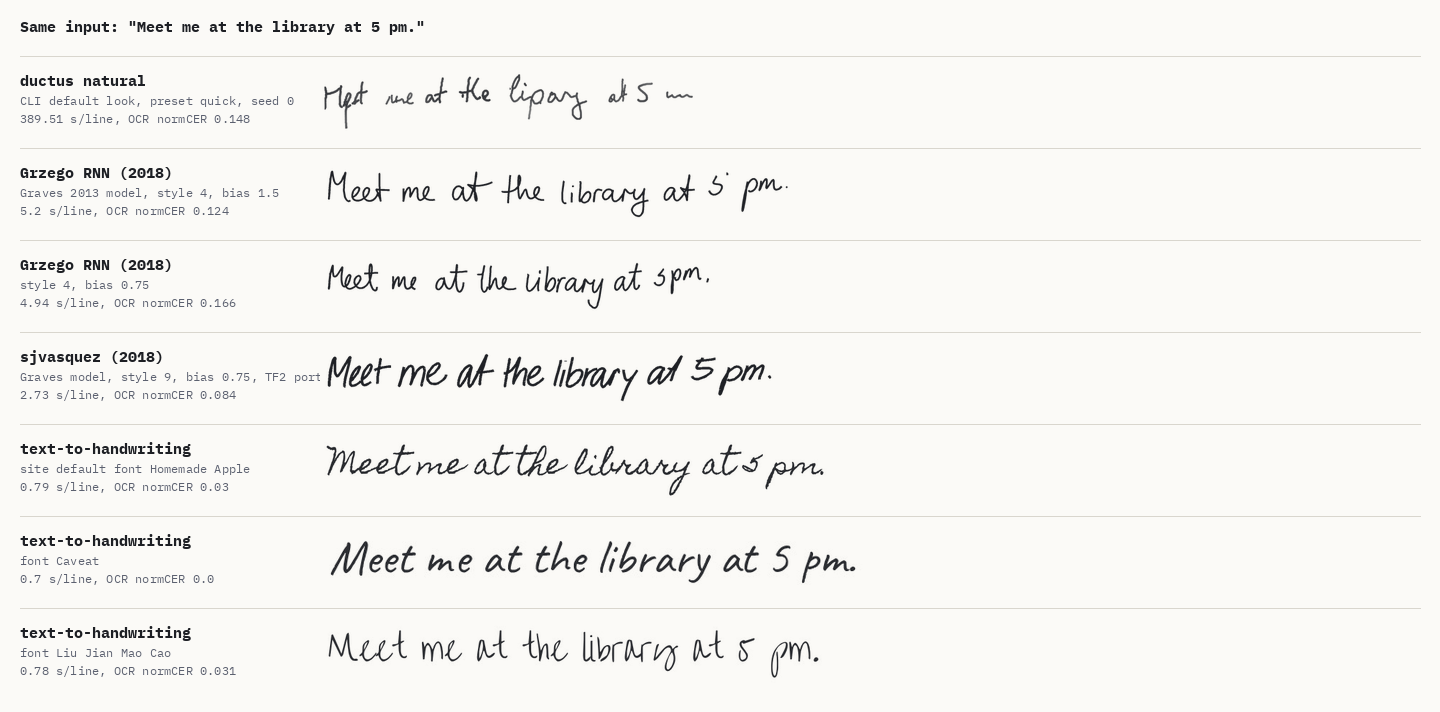 Same input: "Meet me at the library at 5 pm."
ductus natural
CLI default look, preset quick, seed 0
389.51 s/line, OCR normCER 0.148
me at the lipary at 5
Grzego RNN (2018)
Graves 2013 model, style 4, bias 1.5
5.2 s/line, OCR normCER 0.124
Meet me at the library at 5 pm.
Grzego RNN (2018)
style 4, bias 0.75
4.94 s/line, OCR normCER 0.166
Meet me at the library at 5pm.
sjvasquez (2018)
Graves model, style 9, bias 0.75, TF2 port
2.73 s/line, OCR normCER 0.084
Meet me at the library at 5 pm.
text-to-handwriting
site default font Homemade Apple
0.79 s/line, OCR normCER 0.03
Meet me at the library at 5 pm.
text-to-handwriting
font Caveat
0.7 s/line, OCR normCER 0.0
Meet me at the library at 5 pm.
text-to-handwriting
font Liu Jian Mao Cao
0.78 s/line, OCR normCER 0.031
Meet me at the library at 5 pm.